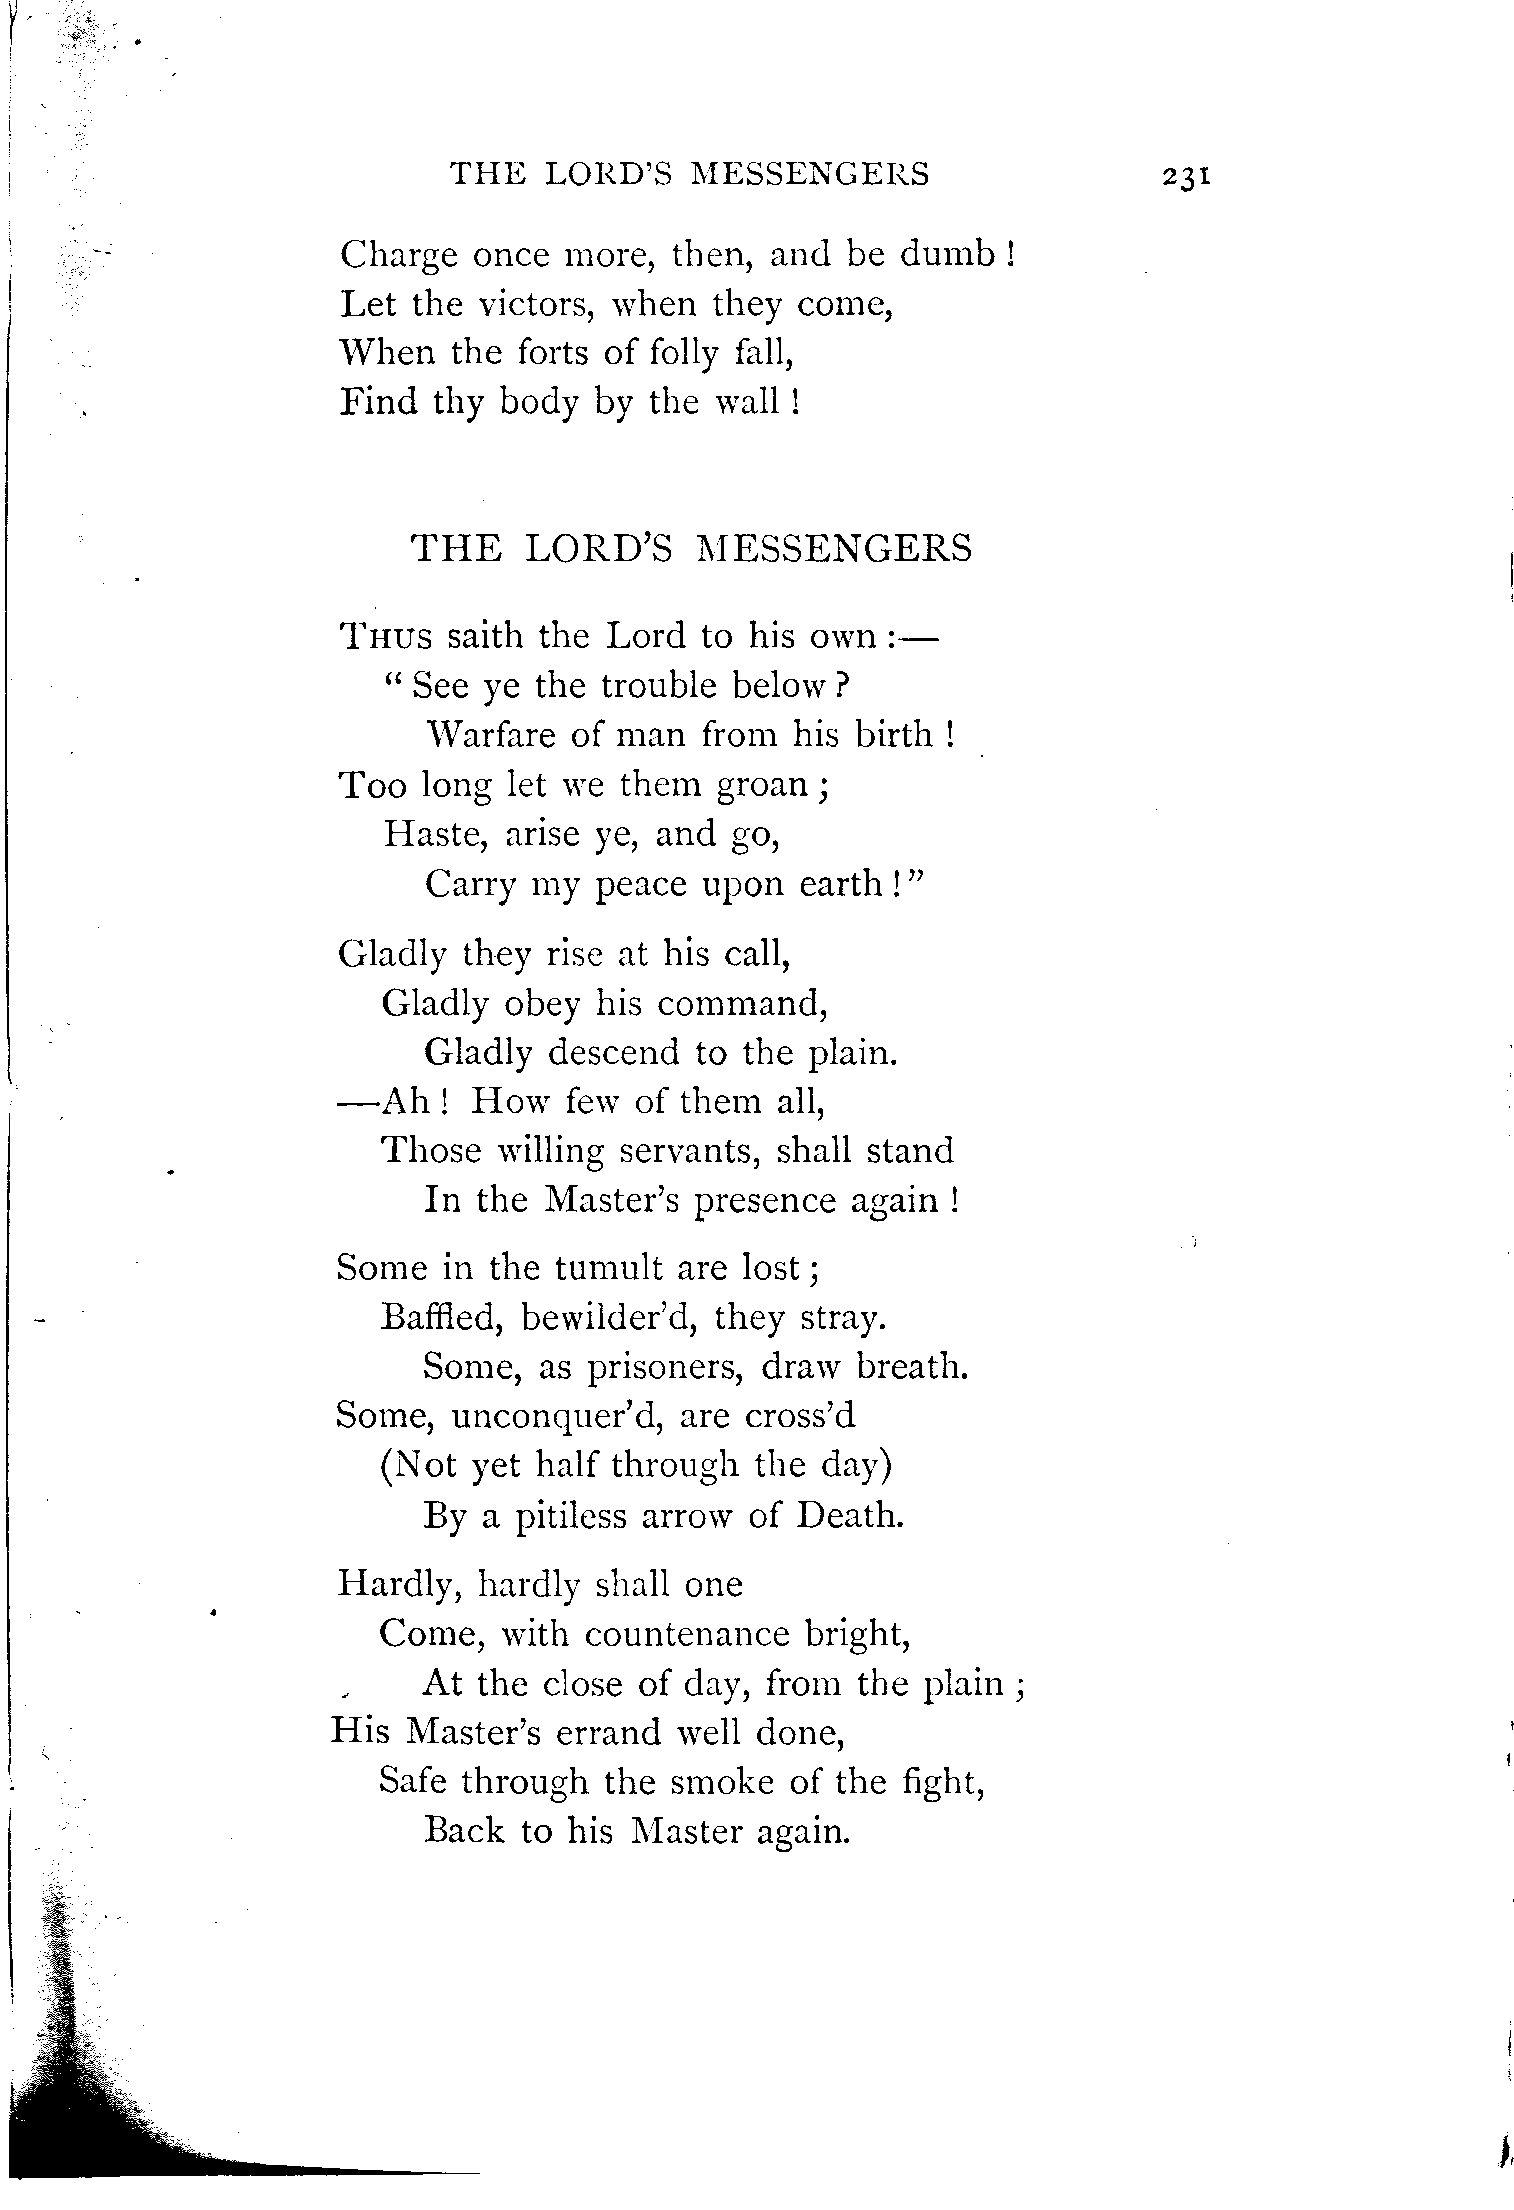 THE LORD'S MESSENGERS 231
Charge once more, then, and be dumb !
Let the victors, when they come,
When the forts of folly fall,
Find thy body by the wall !
THE LORD'S MESSENGERS
THUS saith the Lord to his own :—
“ See ye the trouble below ?
Warfare of man from his birth !
Too long let we them groan ;
Haste, arise ye, and go,
Carry my peace upon earth ! ”
Gladly they rise at his call,
Gladly obey his command,
Gladly descend to the plain.
—Ah ! How few of them all,
Those willing servants, shall stand
In the Master's presence again !
Some in the tumult are lost ;
Baffled, bewilder'd, they stray.
Some, as prisoners, draw breath.
Some, unconquer'd, are cross'd
(Not yet half through the day)
By a pitiless arrow of Death.
Hardly, hardly shall one
Come, with countenance bright,
At the close of day, from the plain ;
His Master's errand well done,
Safe through the smoke of the fight,
Back to his Master again.